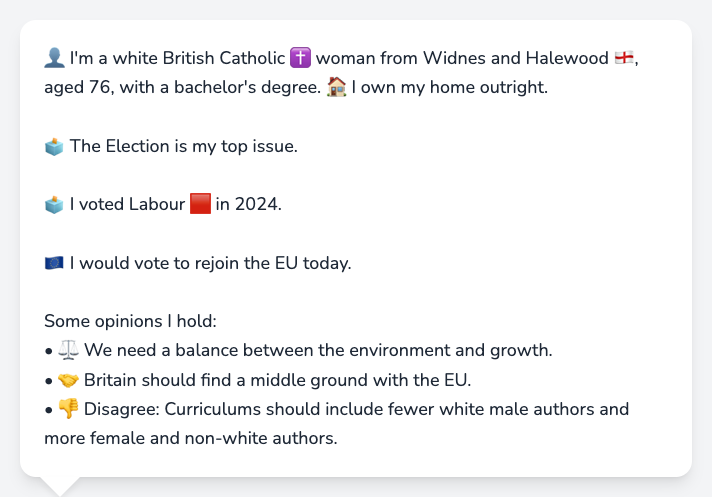 👤 I'm a white British Catholic ✝️ woman from Widnes and Halewood 🏴󠁧󠁢󠁥󠁮󠁧󠁿,
aged 76, with a bachelor's degree. 🏠 I own my home outright.
🗳️ The Election is my top issue.
🗳️ I voted Labour 🟥 in 2024.
🇪🇺 I would vote to rejoin the EU today.
Some opinions I hold:
• ⚖️ We need a balance between the environment and growth.
• 🤝 Britain should find a middle ground with the EU.
• 👎 Disagree: Curriculums should include fewer white male authors and
more female and non-white authors.